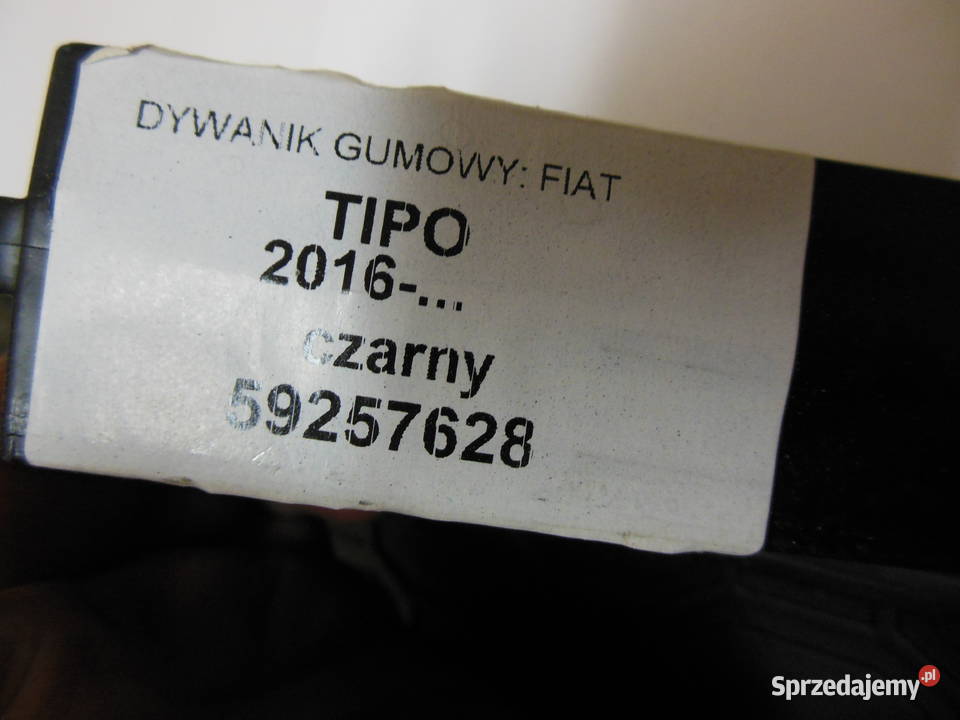 DYWANIK GUMOWY: FIAT
TIPO
2016-...
czarny
59257628
Sprzedajemy.pl